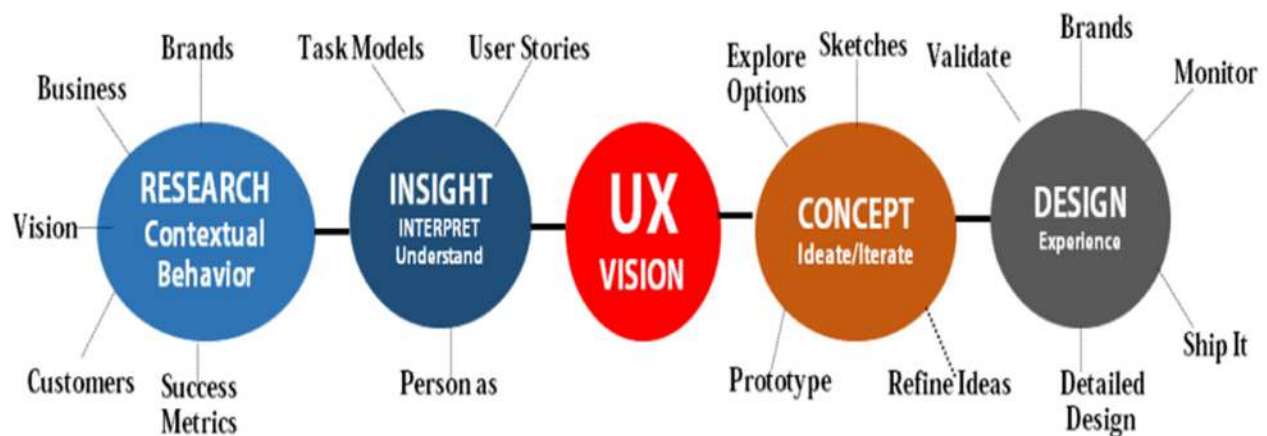 Brands
Business
Vision
Customers
Success
Metrics
RESEARCH
Contextual
Behavior
Task Models
User Stories
INSIGHT
INTERPRET
Understand
Person as
UX
VISION
Explore
Options
Sketches
CONCEPT
Ideate/Iterate
Prototype
Refine Ideas
Validate
Brands
Monitor
DESIGN
Experience
Ship It
Detailed
Design